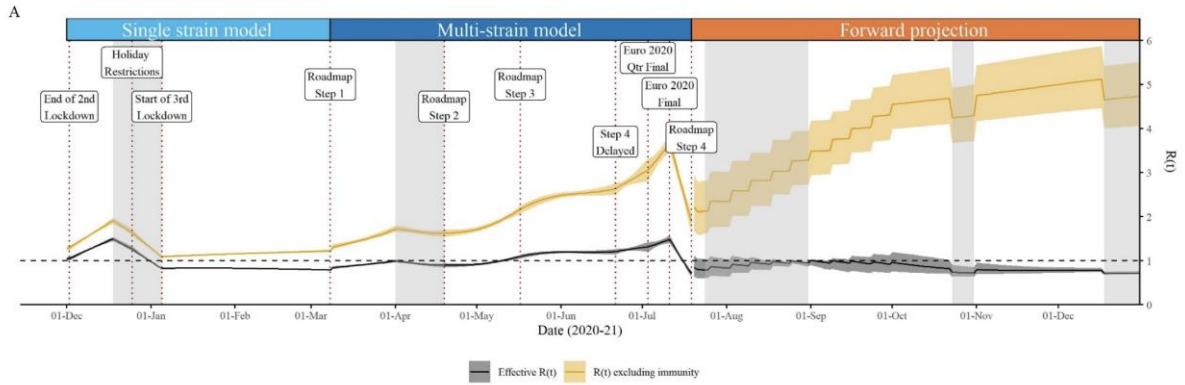 A
Single strain model
Multi-strain model
Forward projection
Holiday
Restrictions
End of 2nd
Lockdown
Start of 3rd
Lockdown
Roadmap
Step 1
Roadmap
Step 2
Roadmap
Step 3
Step 4
Delayed
Euro 2020
Qtr Final
Euro 2020
Final
Roadmap
Step 4
6
5
4
3
2
1
0
R(t)
01-Dec 01-Jan 01-Feb 01-Mar 01-Apr 01-May 01-Jun 01-Jul 01-Aug 01-Sep 01-Oct 01-Nov 01-Dec
Date (2020-21)
Effective R(t) R(t) excluding immunity